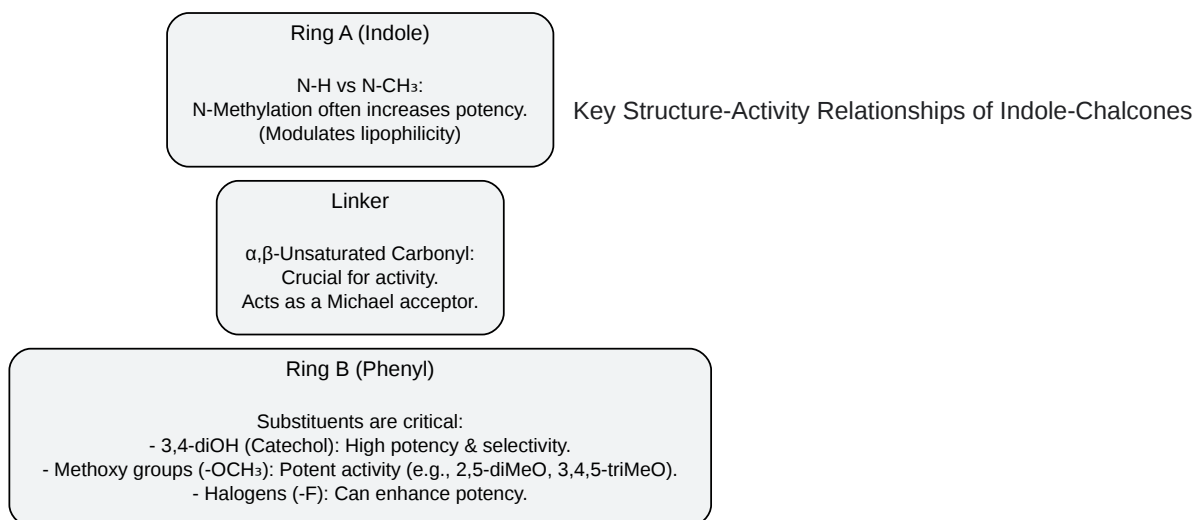 Ring A (Indole)
N-H vs N-CH₃:
N-Methylation often increases potency.
(Modulates lipophilicity)
Key Structure-Activity Relationships of Indole-Chalcones
Linker
α,β-Unsaturated Carbonyl:
Crucial for activity.
Acts as a Michael acceptor.
Ring B (Phenyl)
Substituents are critical:
- 3,4-diOH (Catechol): High potency & selectivity.
- Methoxy groups (-OCH₃): Potent activity (e.g., 2,5-diMeO, 3,4,5-triMeO).
- Halogens (-F): Can enhance potency.